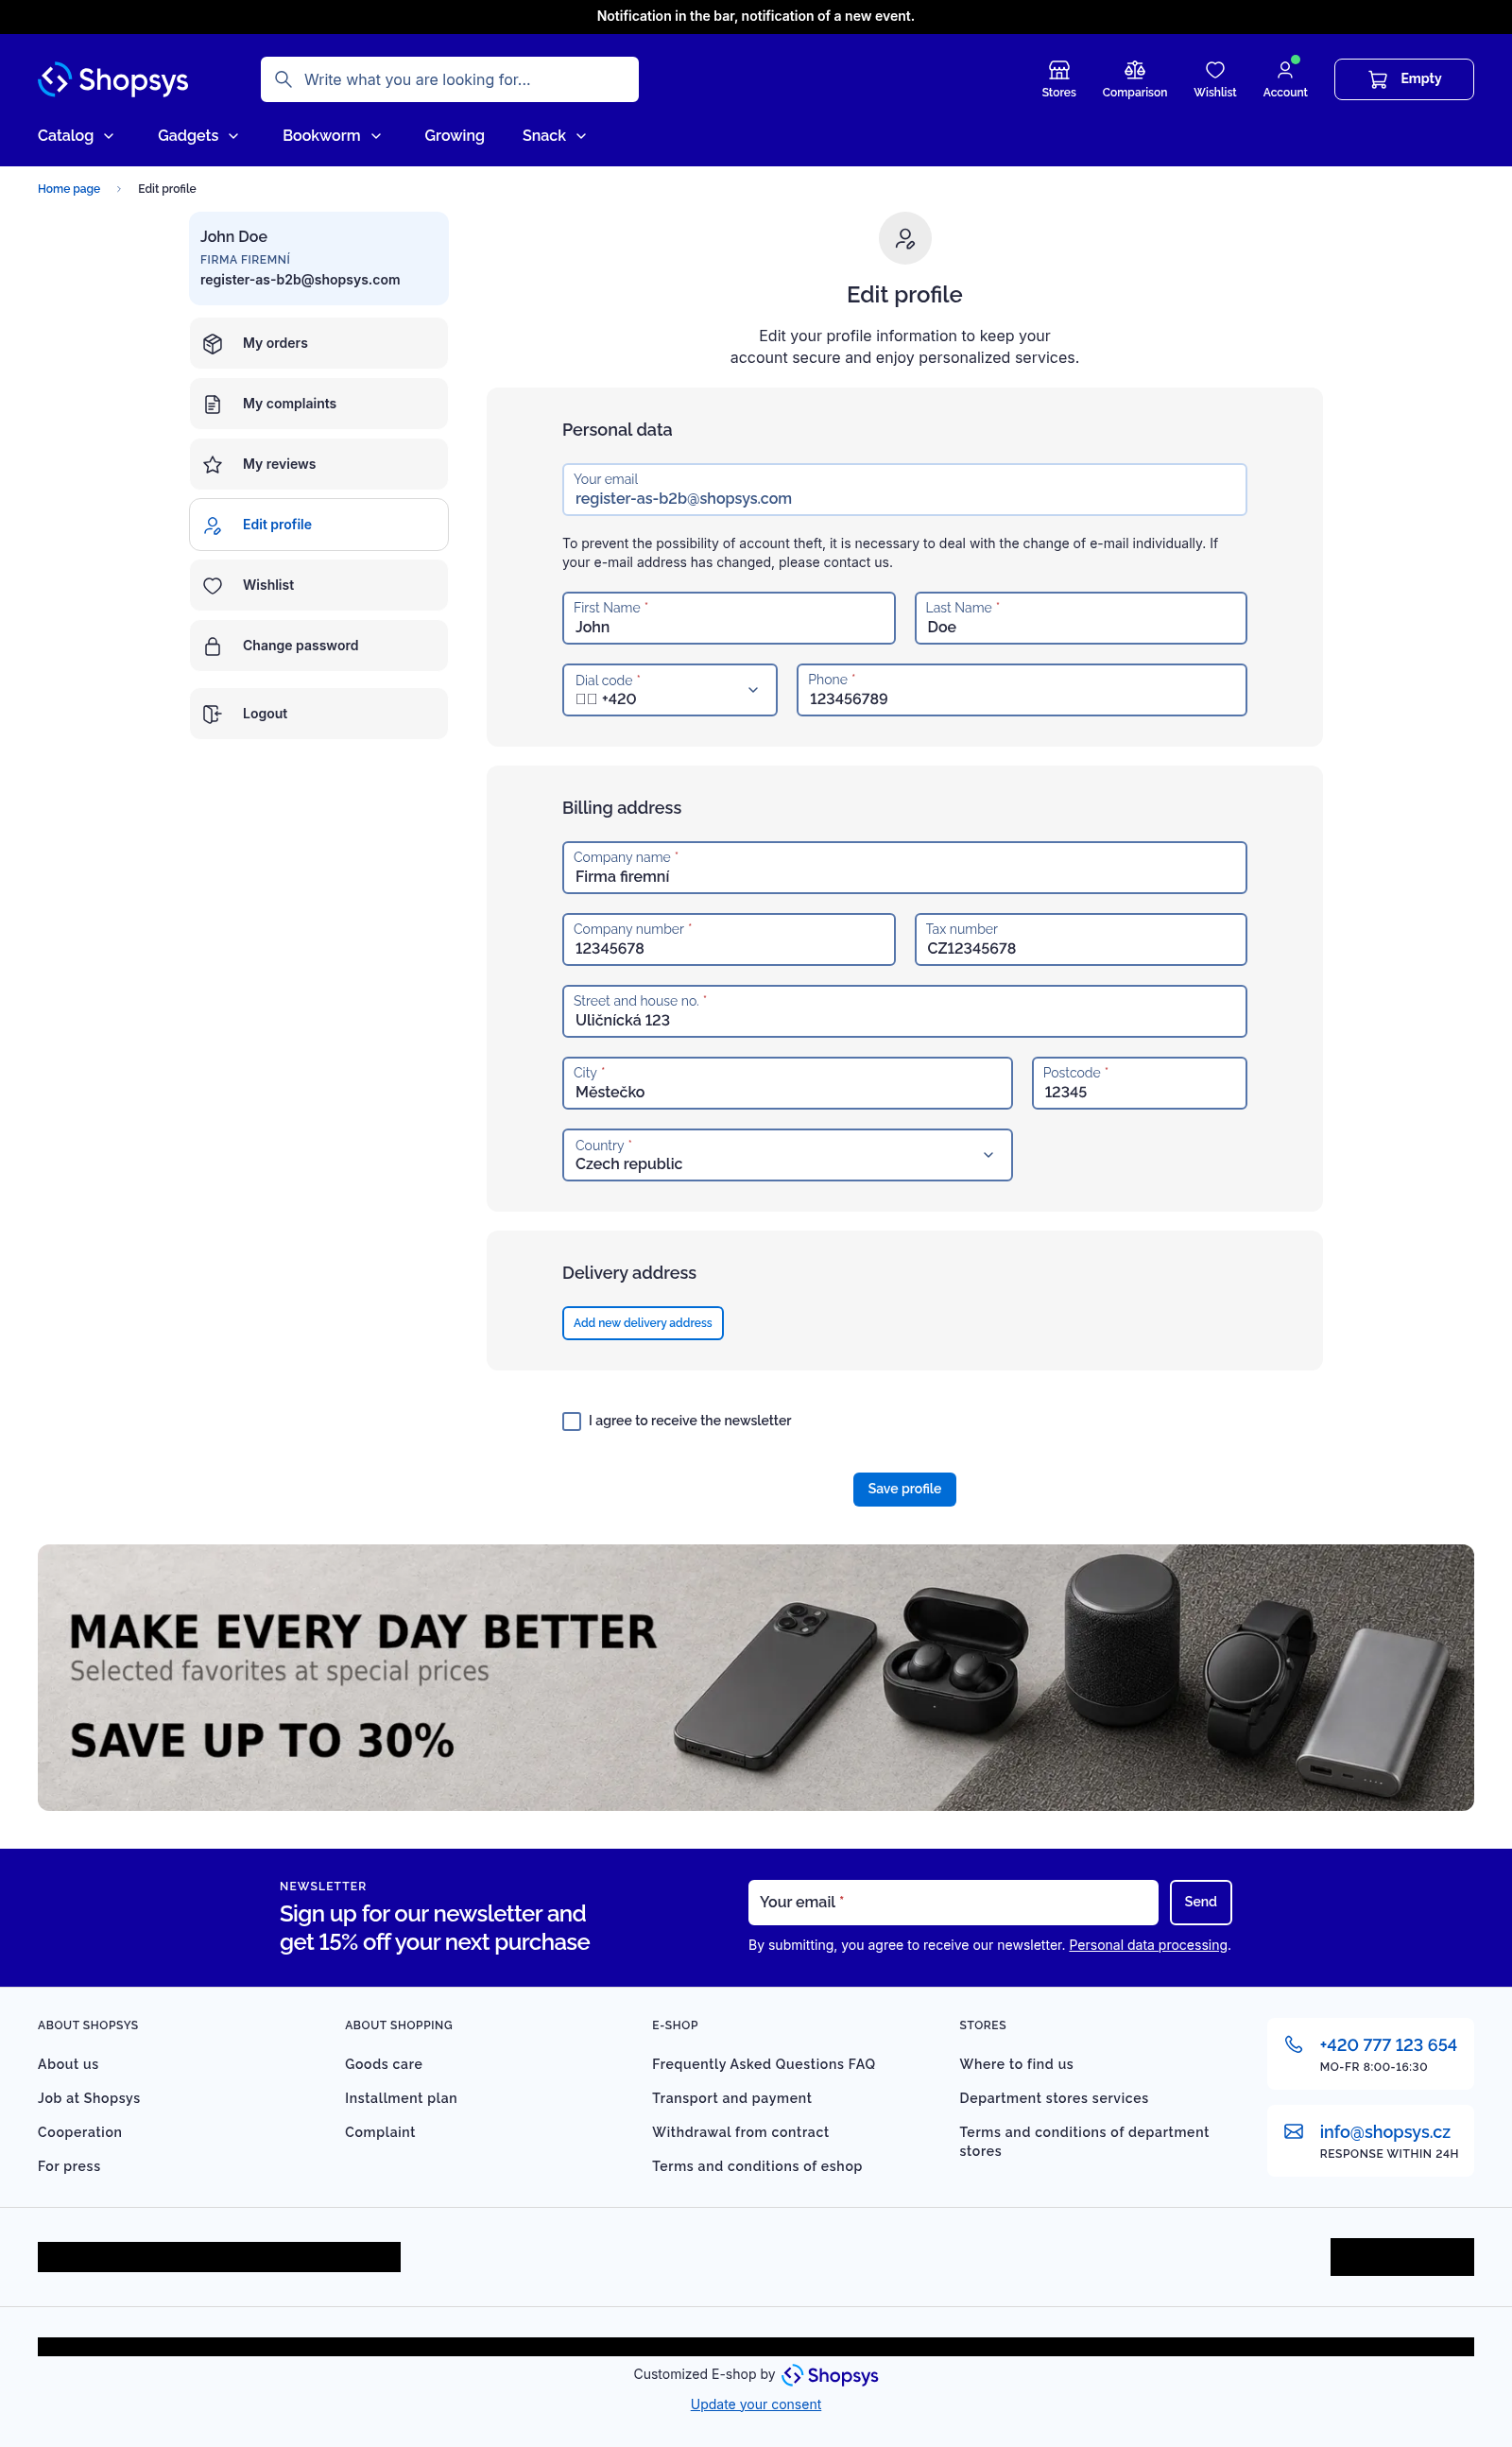 Notification in the bar, notification of a new event.
Shopsys
Write what you are looking for...
Stores
Comparison
Wishlist
Account
Empty
Catalog
Gadgets
Bookworm
Growing
Snack
Home page
Edit profile
John Doe
FIRMA FIREMNÍ
register-as-b2b@shopsys.com
My orders
My complaints
My reviews
Edit profile
Wishlist
Change password
Logout
Edit profile
Edit your profile information to keep your
account secure and enjoy personalized services.
Personal data
Your email
register-as-b2b@shopsys.com
To prevent the possibility of account theft, it is necessary to deal with the change of e-mail individually. If
your e-mail address has changed, please contact us.
First Name *
John
Last Name *
Doe
Dial code *
+420
Phone *
123456789
Billing address
Company name *
Firma firemní
Company number *
12345678
Tax number
CZ12345678
Street and house no. *
Uličnícká 123
City *
Městečko
Postcode *
12345
Country *
Czech republic
Delivery address
Add new delivery address
I agree to receive the newsletter
Save profile
MAKE EVERY DAY BETTER
Selected favorites at special prices
SAVE UP TO 30%
NEWSLETTER
Sign up for our newsletter and
get 15% off your next purchase
Your email *
Send
By submitting, you agree to receive our newsletter. Personal data processing.
ABOUT SHOPSYS
About us
Job at Shopsys
Cooperation
For press
ABOUT SHOPPING
Goods care
Installment plan
Complaint
E-SHOP
Frequently Asked Questions FAQ
Transport and payment
Withdrawal from contract
Terms and conditions of eshop
STORES
Where to find us
Department stores services
Terms and conditions of department
stores
+420 777 123 654
MO-FR 8:00-16:30
info@shopsys.cz
RESPONSE WITHIN 24H
Customized E-shop by Shopsys
Update your consent